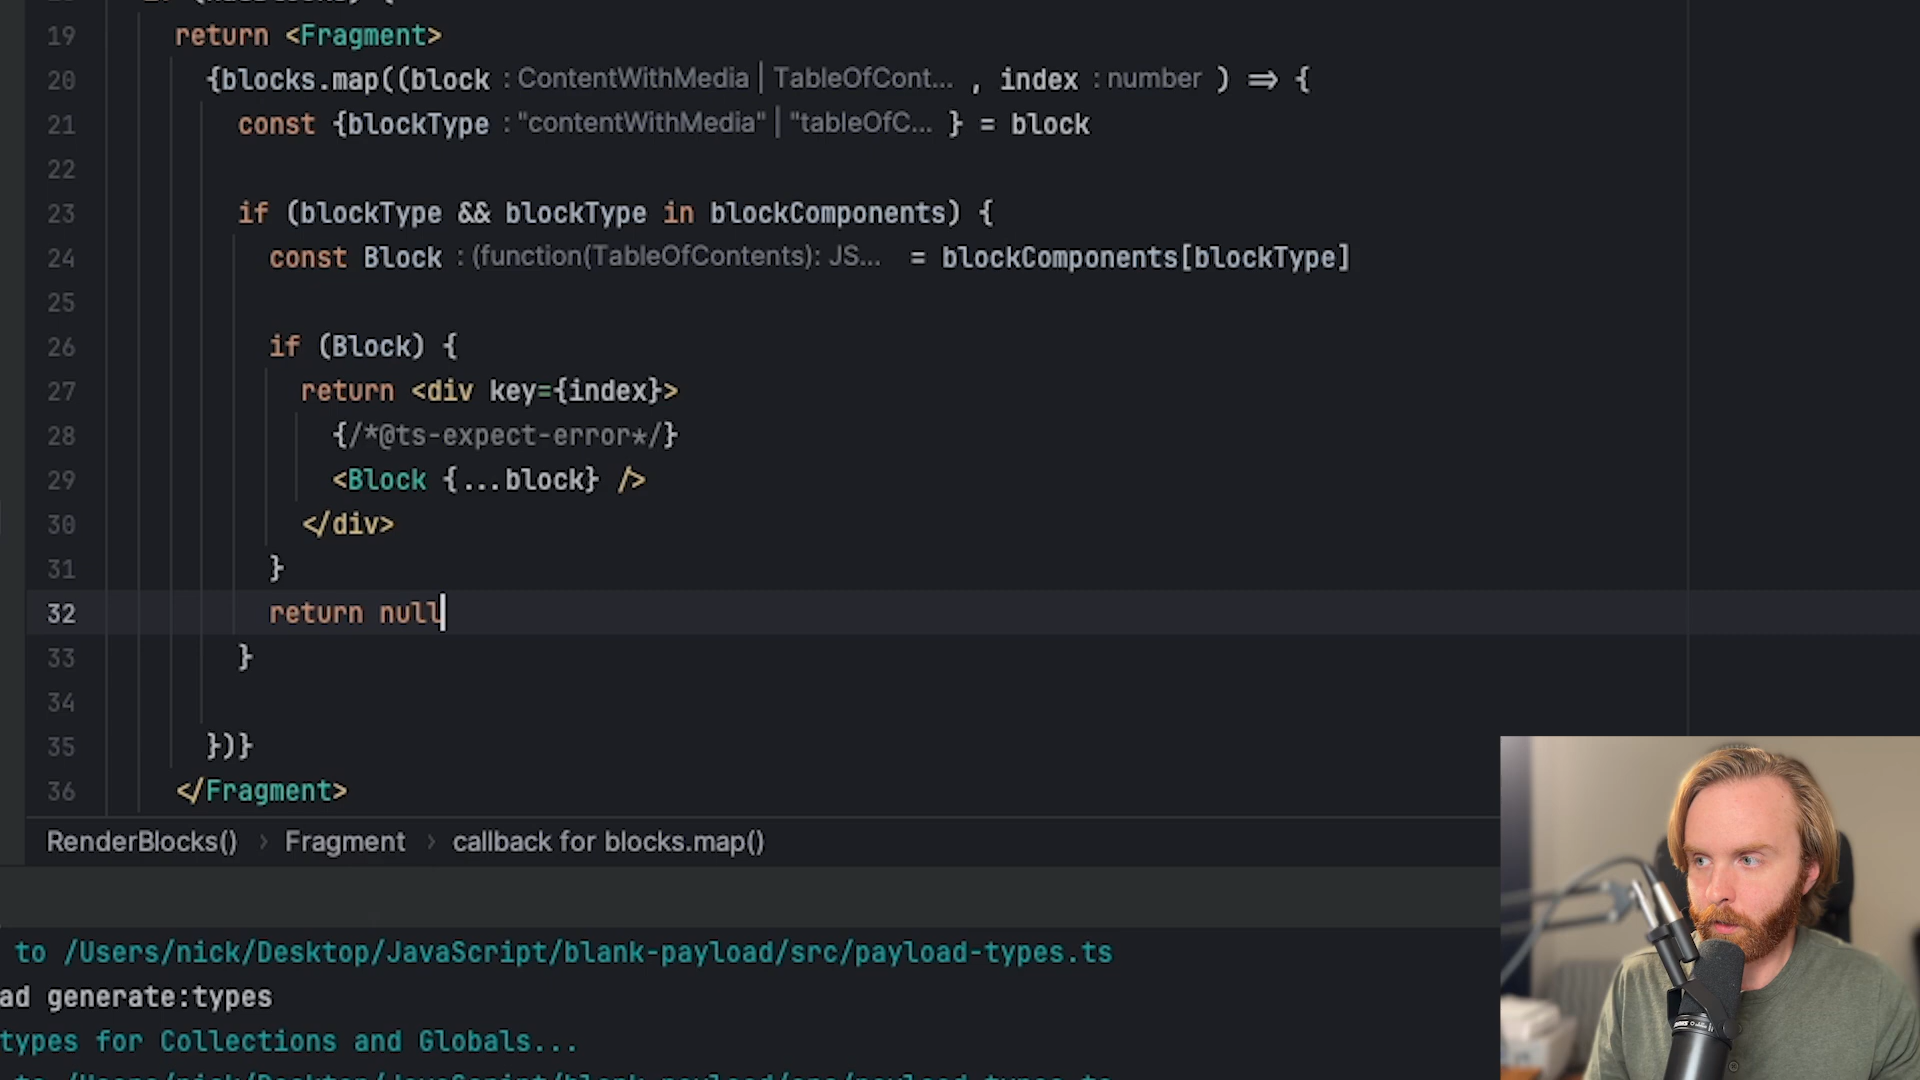 19 return <Fragment>
20 {blocks.map((block : ContentWithMedia | TableOfCont... , index : number ) => {
21 const {blockType : "contentWithMedia" | "tableOfC... } = block
22
23 if (blockType && blockType in blockComponents) {
24 const Block : (function(TableOfContents): JS... = blockComponents[blockType]
25
26 if (Block) {
27 return <div key={index}>
28 {/*@ts-expect-error*/}
29 <Block {...block} />
30 </div>
31 }
32 return null
33 }
34
35 })}
36 </Fragment>
RenderBlocks() › Fragment › callback for blocks.map()
to /Users/nick/Desktop/JavaScript/blank-payload/src/payload-types.ts
ad generate:types
types for Collections and Globals...